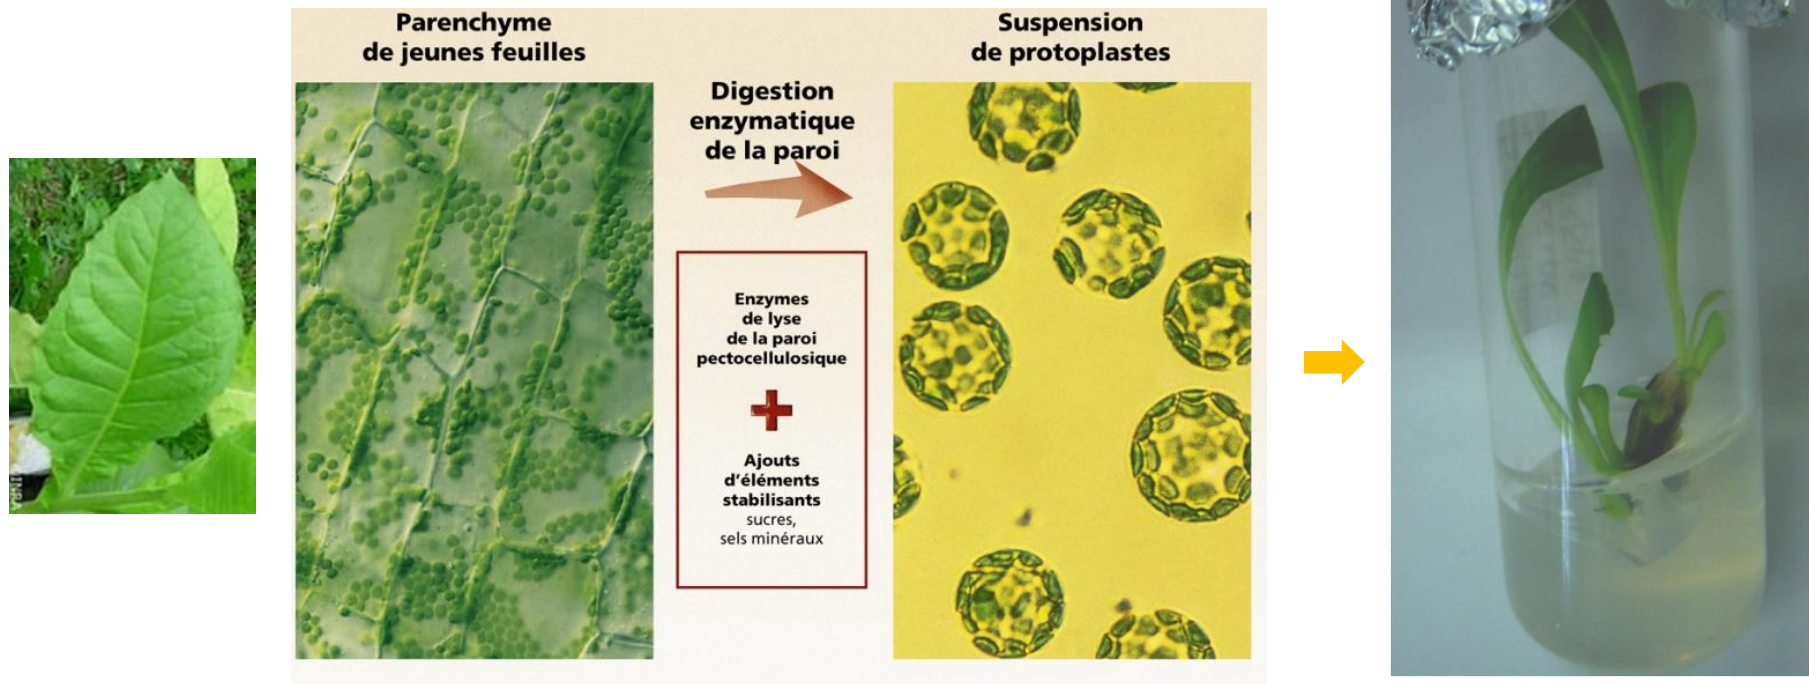 Parenchyme
de jeunes feuilles
Digestion
enzymatique
de la paroi
Enzymes
de lyse
de la paroi
pectocellulosique
+
Ajouts
d'éléments
stabilisants
sucres,
sels minéraux
Suspension
de protoplastes
INRA